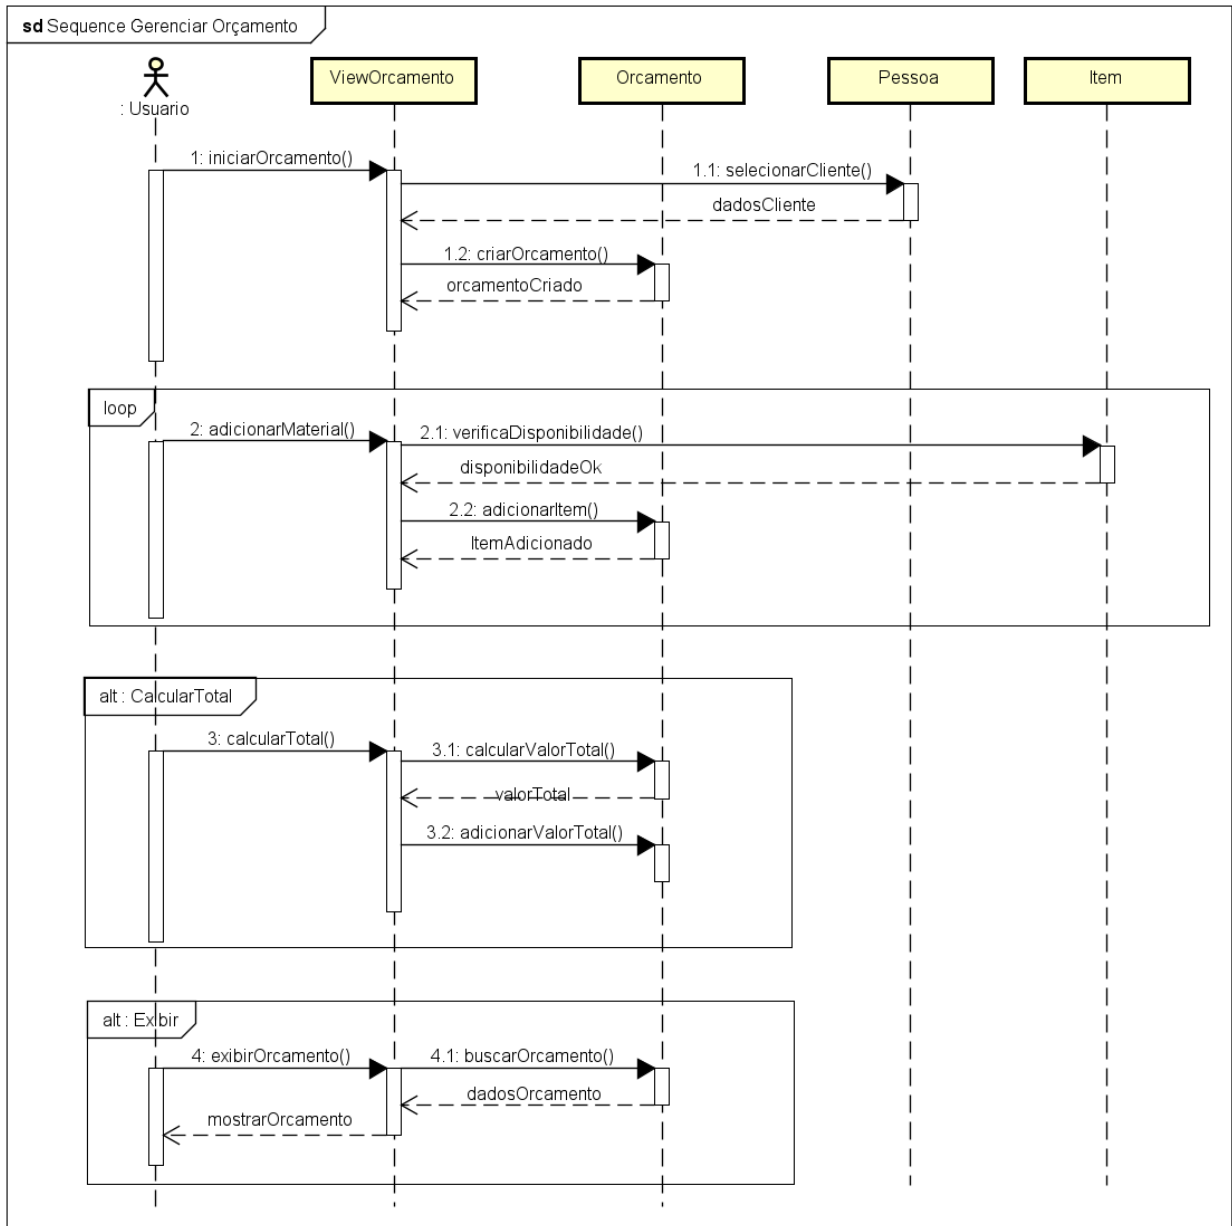 sd Sequence Gerenciar Orçamento
: Usuario
ViewOrcamento
Orcamento
Pessoa
Item
1: iniciarOrcamento()
1.1: selecionarCliente()
dadosCliente
1.2: criarOrcamento()
orcamentoCriado
loop
2: adicionarMaterial()
2.1: verificaDisponibilidade()
disponibilidadeOk
2.2: adicionarItem()
ItemAdicionado
alt : CalcularTotal
3: calcularTotal()
3.1: calcularValorTotal()
valorTotal
3.2: adicionarValorTotal()
alt : Exibir
4: exibirOrcamento()
4.1: buscarOrcamento()
dadosOrcamento
mostrarOrcamento